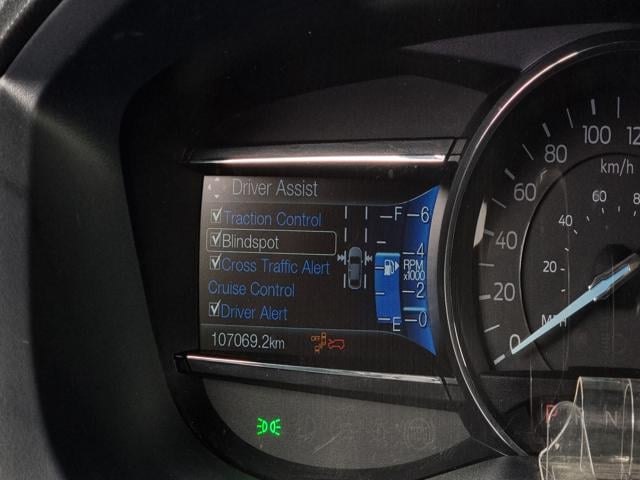 Driver Assist
Traction Control
Blindspot
Cross Traffic Alert
Cruise Control
Driver Alert
107069.2km
OFF
F
E
6
4
RPM
x1000
2
0
0
20
40
60
80
100
km/h
20
40
60
P
N